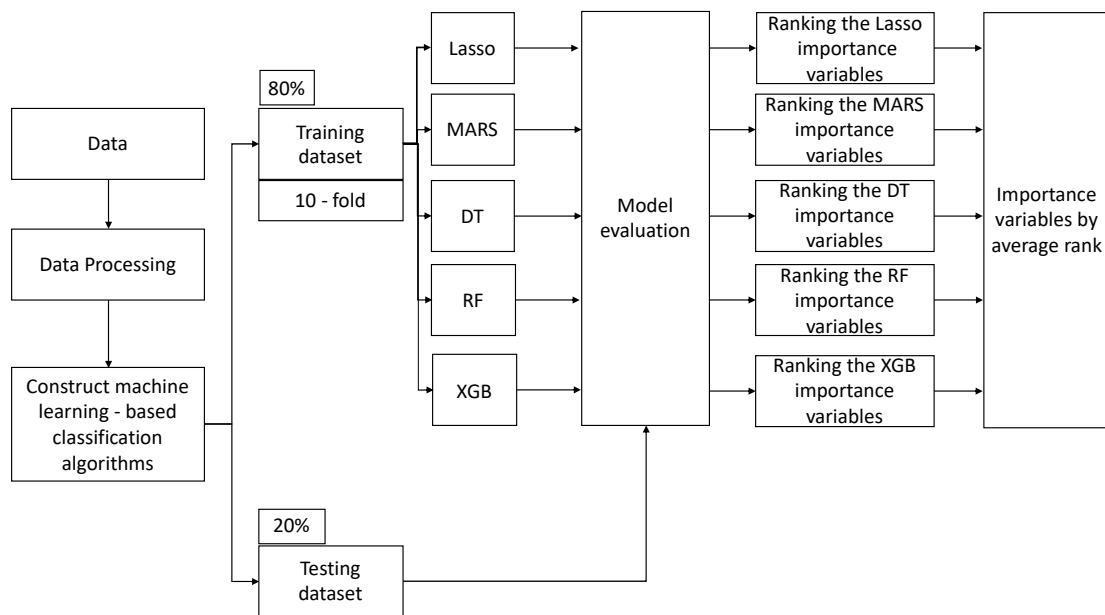 Data
Data Processing
Construct machine
learning - based
classification
algorithms
80%
Training
dataset
10 - fold
20%
Testing
dataset
Lasso
MARS
DT
RF
XGB
Model
evaluation
Ranking the Lasso
importance
variables
Ranking the MARS
importance
variables
Ranking the DT
importance
variables
Ranking the RF
importance
variables
Ranking the XGB
importance
variables
Importance
variables by
average rank